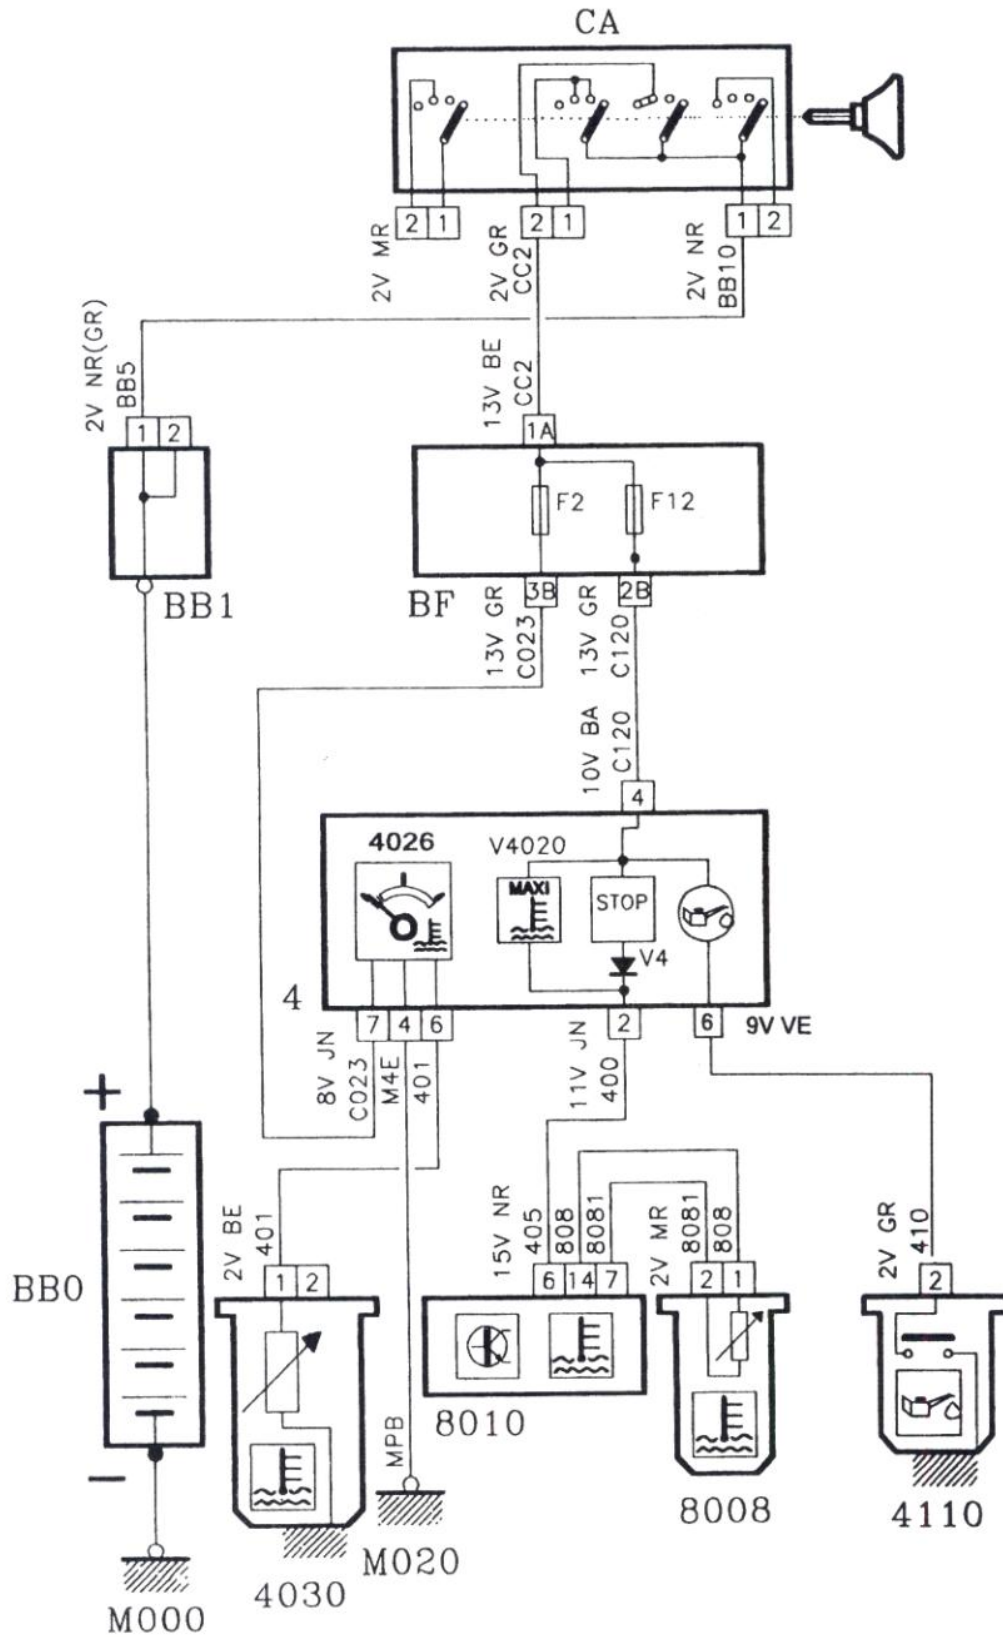 CA
2 1
2 1
1 2
2V MR
2V GR
CC2
2V NR
BB10
2V NR(GR)
BB5
13V BE
CC2
1 2
1A
F2
F12
BB1
BF
3B
2B
13V GR
C023
13V GR
C120
10V BA
C120
4
4026
V4020
MAXI
STOP
V4
4
7 4 6
2
6
9V VE
8V JN
C023
M4E
401
11V JN
400
+
2V BE
401
15V NR
405
808
8081
2V MR
8081
808
2V GR
410
1 2
6 14 7
2 1
2
BB0
8010
MPB
–
8008
4110
M020
4030
M000